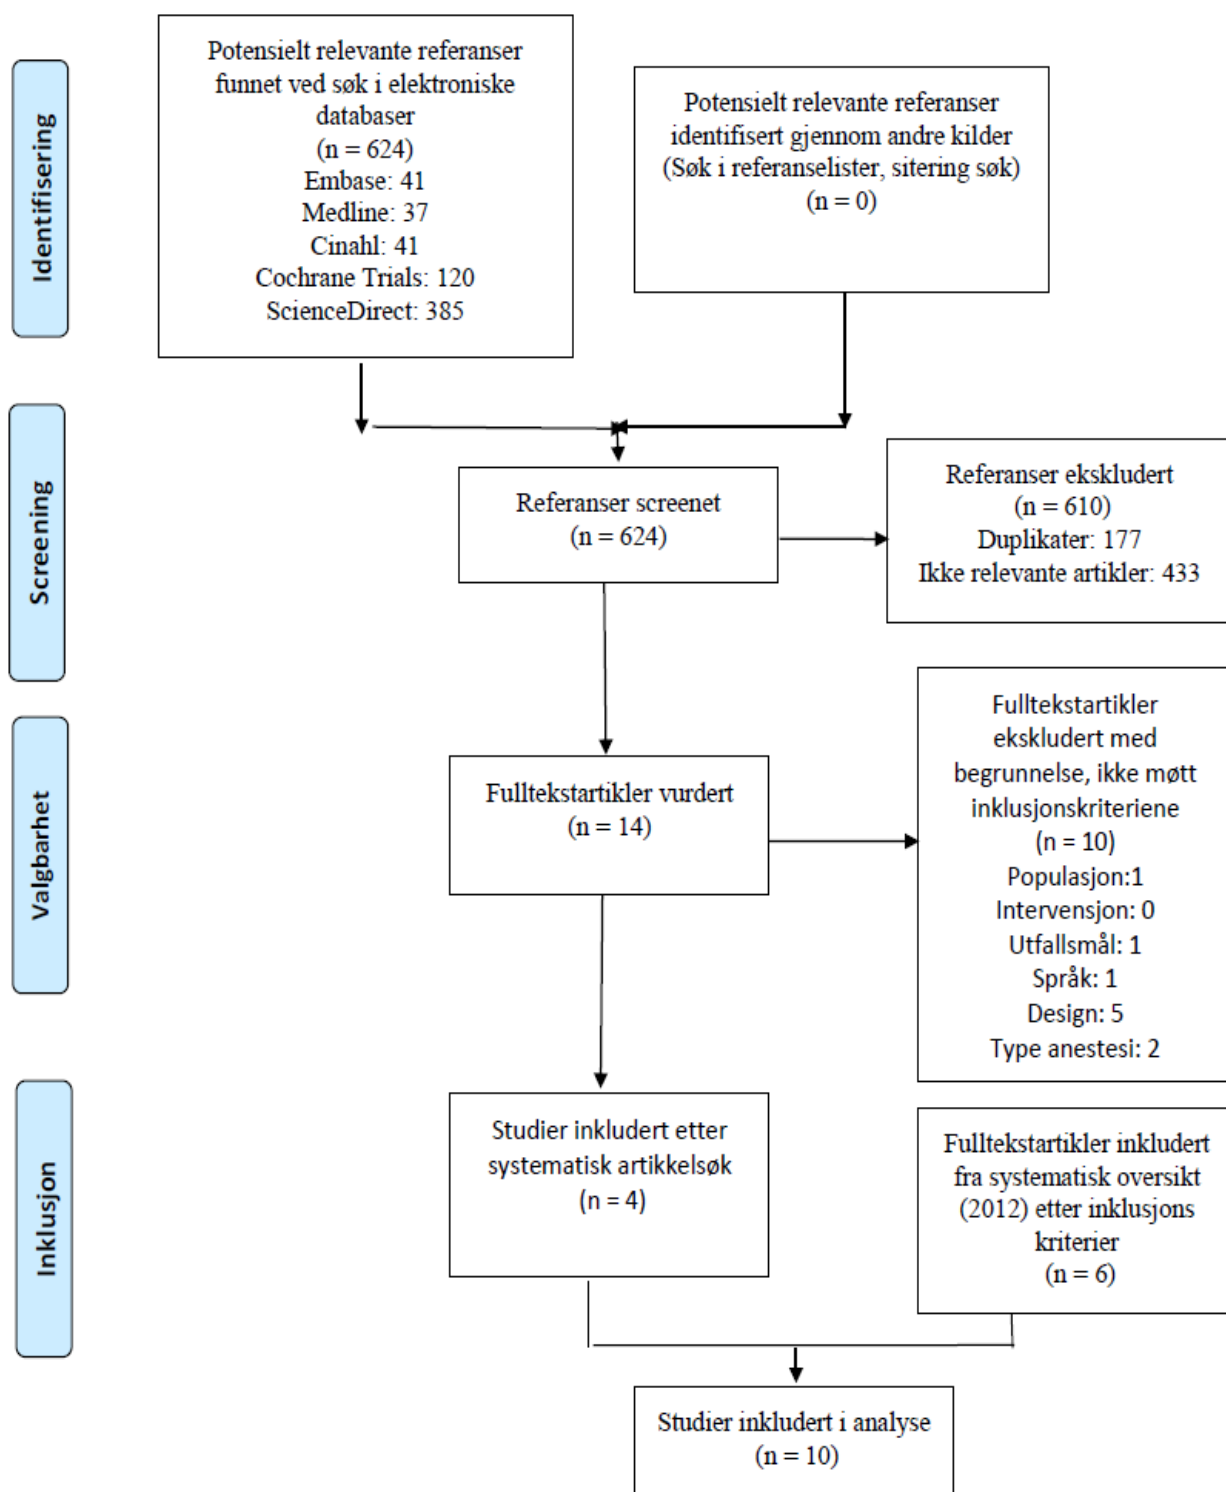 Identifisering
Potensielt relevante referanser
funnet ved søk i elektroniske
databaser
(n = 624)
Embase: 41
Medline: 37
Cinahl: 41
Cochrane Trials: 120
ScienceDirect: 385
Potensielt relevante referanser
identifisert gjennom andre kilder
(Søk i referanselister, sitering søk)
(n = 0)
Screening
Referanser screenet
(n = 624)
Referanser ekskludert
(n = 610)
Duplikater: 177
Ikke relevante artikler: 433
Valgbarhet
Fulltekstartikler vurdert
(n = 14)
Fulltekstartikler
ekskludert med
begrunnelse, ikke møtt
inklusjonskriteriene
(n = 10)
Populasjon:1
Intervensjon: 0
Utfallsmål: 1
Språk: 1
Design: 5
Type anestesi: 2
Inklusjon
Studier inkludert etter
systematisk artikkelsøk
(n = 4)
Fulltekstartikler inkludert
fra systematisk oversikt
(2012) etter inklusjons
kriterier
(n = 6)
Studier inkludert i analyse
(n = 10)